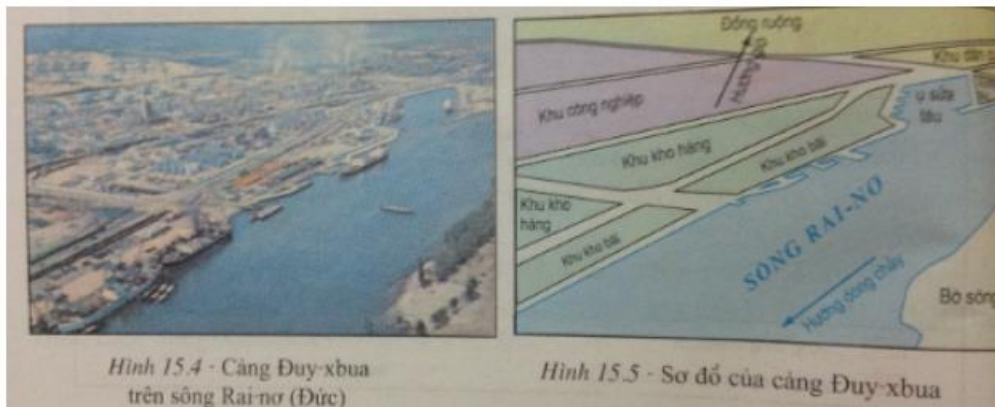 Đồng ruộng
Khu dân
Hướng gió
Khu công nghiệp
ụ sửa
tàu
Khu kho hàng
Khu kho bãi
Khu kho
hàng
Khu kho bãi
SÔNG RAI-NƠ
Hướng dòng chảy
Bờ sông
Hình 15.4 - Cảng Đuy-xbua
trên sông Rai-nơ (Đức)
Hình 15.5 - Sơ đồ của cảng Đuy-xbua